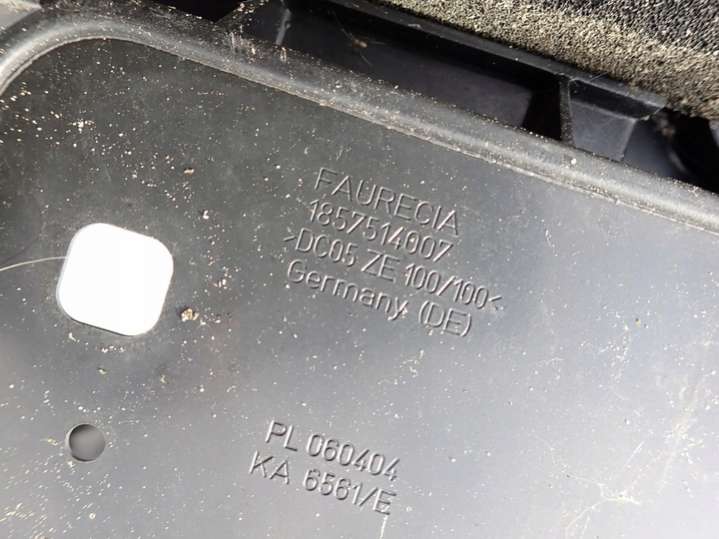 FAURECIA
1857514007
>DC05 ZE 100/100<
Germany (DE)
PL 060404
KA 6561/E